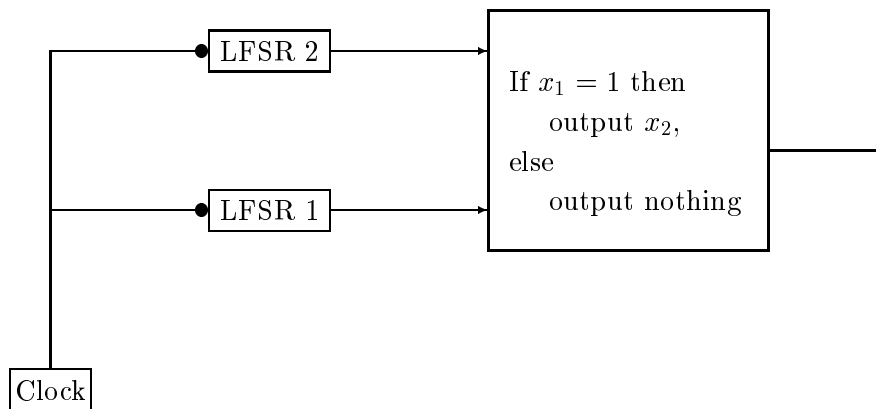 LFSR 2
If x₁ = 1 then
output x₂,
else
output nothing
LFSR 1
Clock